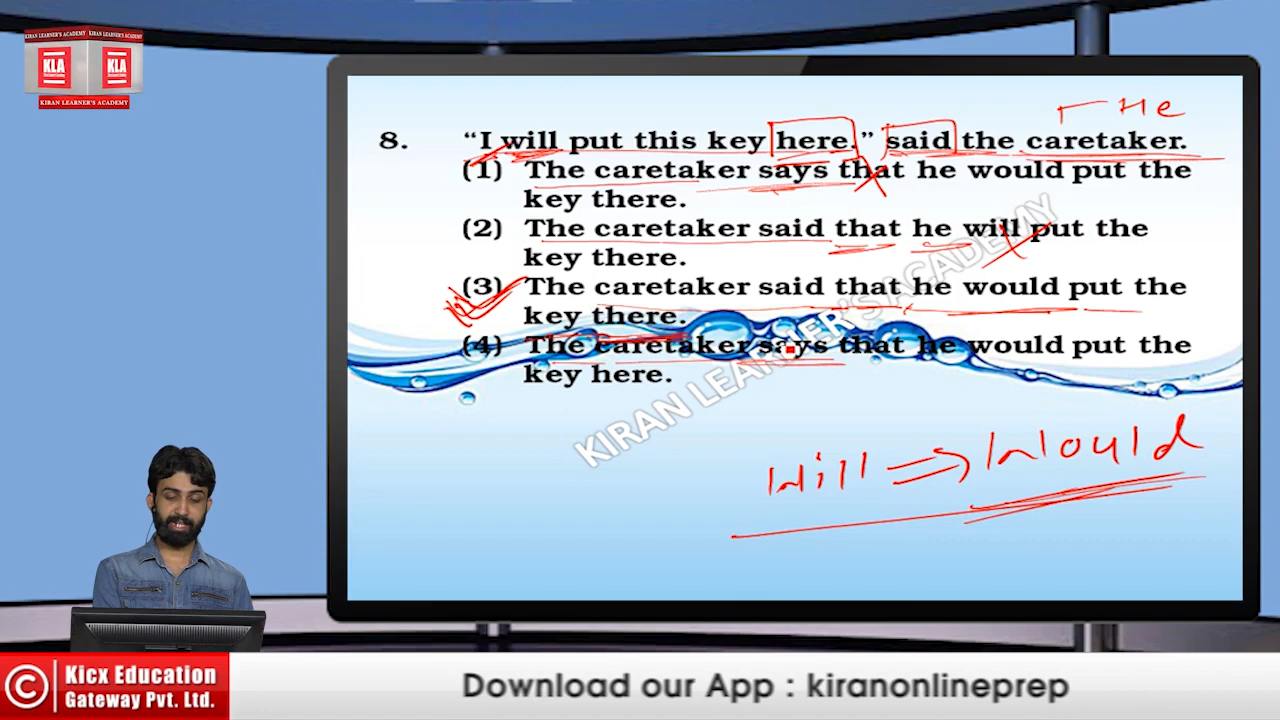 KIRAN LEARNER'S ACADEMY KIRAN LEARNER'S ACADEMY
KLA KLA
KIRAN LEARNER'S ACADEMY
He
8. "I will put this key here." said the caretaker.
(1) The caretaker says that he would put the
key there.
(2) The caretaker said that he will put the
key there.
(3) The caretaker said that he would put the
key there.
(4) The caretaker says that he would put the
key here.
KIRAN LEARNER'S ACADEMY
Will ⇒ Would
© Kicx Education
Gateway Pvt. Ltd.
Download our App : kiranonlineprep